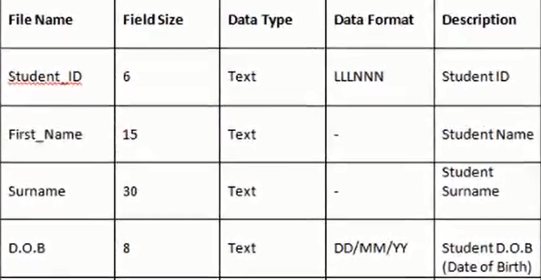 File Name Field Size Data Type Data Format Description
Student_ID 6 Text LLLNNN Student ID
First_Name 15 Text - Student Name
Surname 30 Text - Student
Surname
D.O.B 8 Text DD/MM/YY Student D.O.B
(Date of Birth)